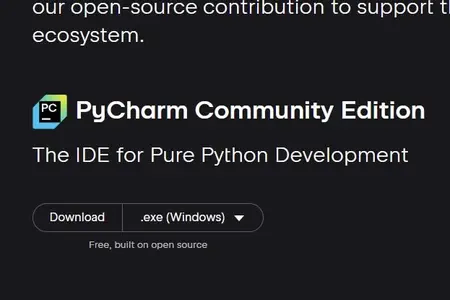 our open-source contribution to support
ecosystem.
PC
PyCharm Community Edition
The IDE for Pure Python Development
Download
.exe (Windows)
Free, built on open source